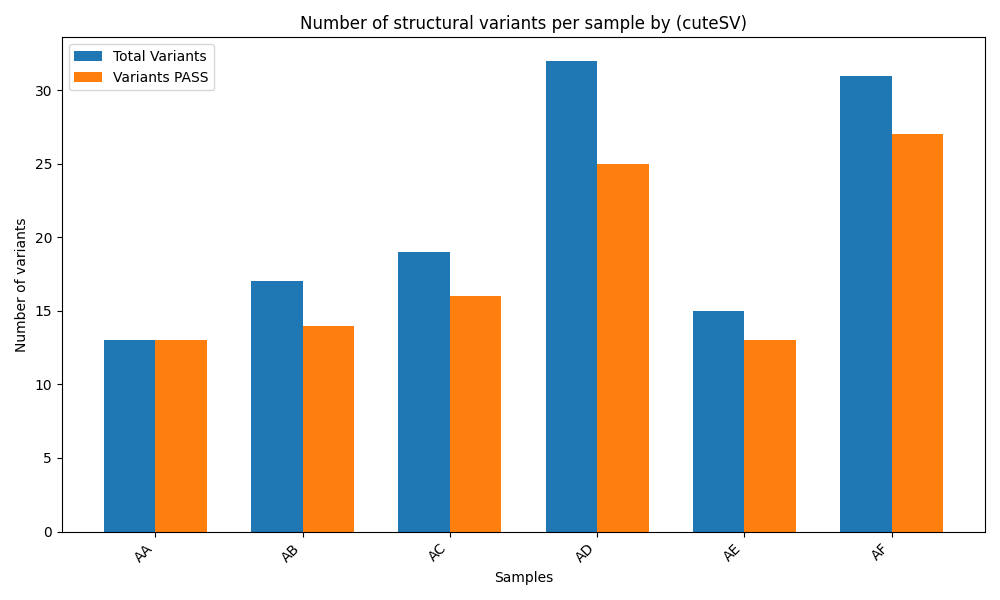 Number of structural variants per sample by (cuteSV)
Total Variants
Variants PASS
Number of variants
30
25
20
15
10
5
0
AA AB AC AD AE AF
Samples